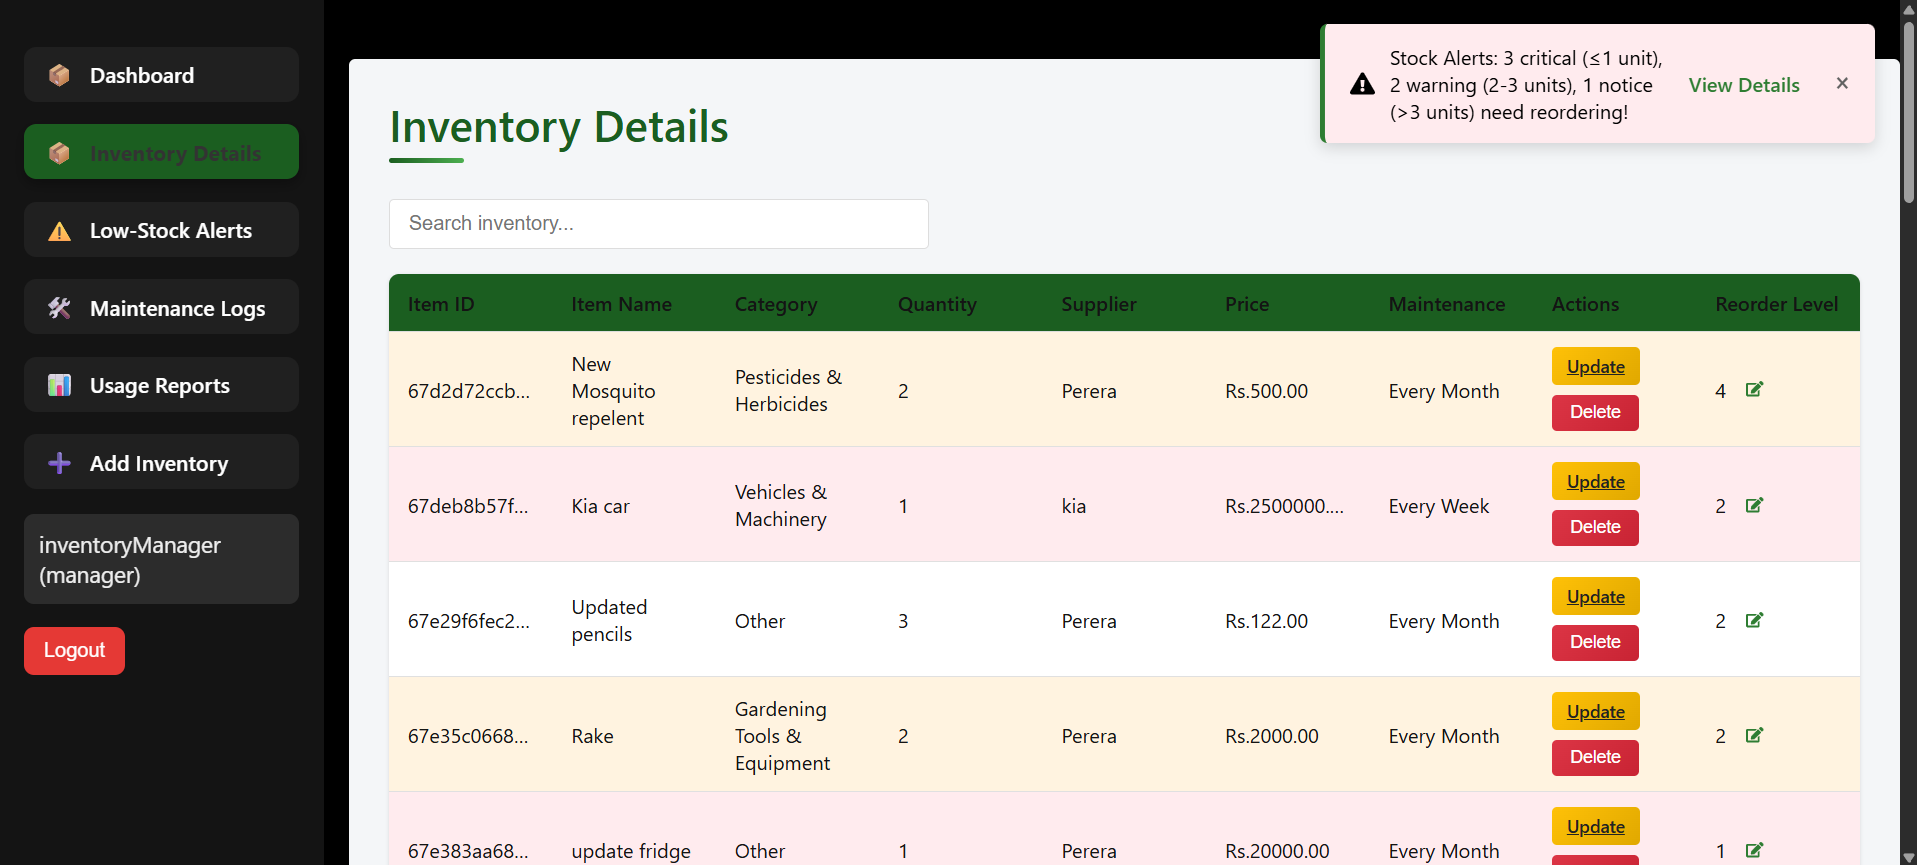 Dashboard
Inventory Details
Low-Stock Alerts
Maintenance Logs
Usage Reports
Add Inventory
inventoryManager
(manager)
Logout
Stock Alerts: 3 critical (≤1 unit),
2 warning (2-3 units), 1 notice
(>3 units) need reordering!
View Details
×
Inventory Details
Search inventory...
Item ID Item Name Category Quantity Supplier Price Maintenance Actions Reorder Level
67d2d72ccb... New Mosquito repelent Pesticides & Herbicides 2 Perera Rs.500.00 Every Month Update Delete 4
67deb8b57f... Kia car Vehicles & Machinery 1 kia Rs.2500000.... Every Week Update Delete 2
67e29f6fec2... Updated pencils Other 3 Perera Rs.122.00 Every Month Update Delete 2
67e35c0668... Rake Gardening Tools & Equipment 2 Perera Rs.2000.00 Every Month Update Delete 2
67e383aa68... update fridge Other 1 Perera Rs.20000.00 Every Month Update 1